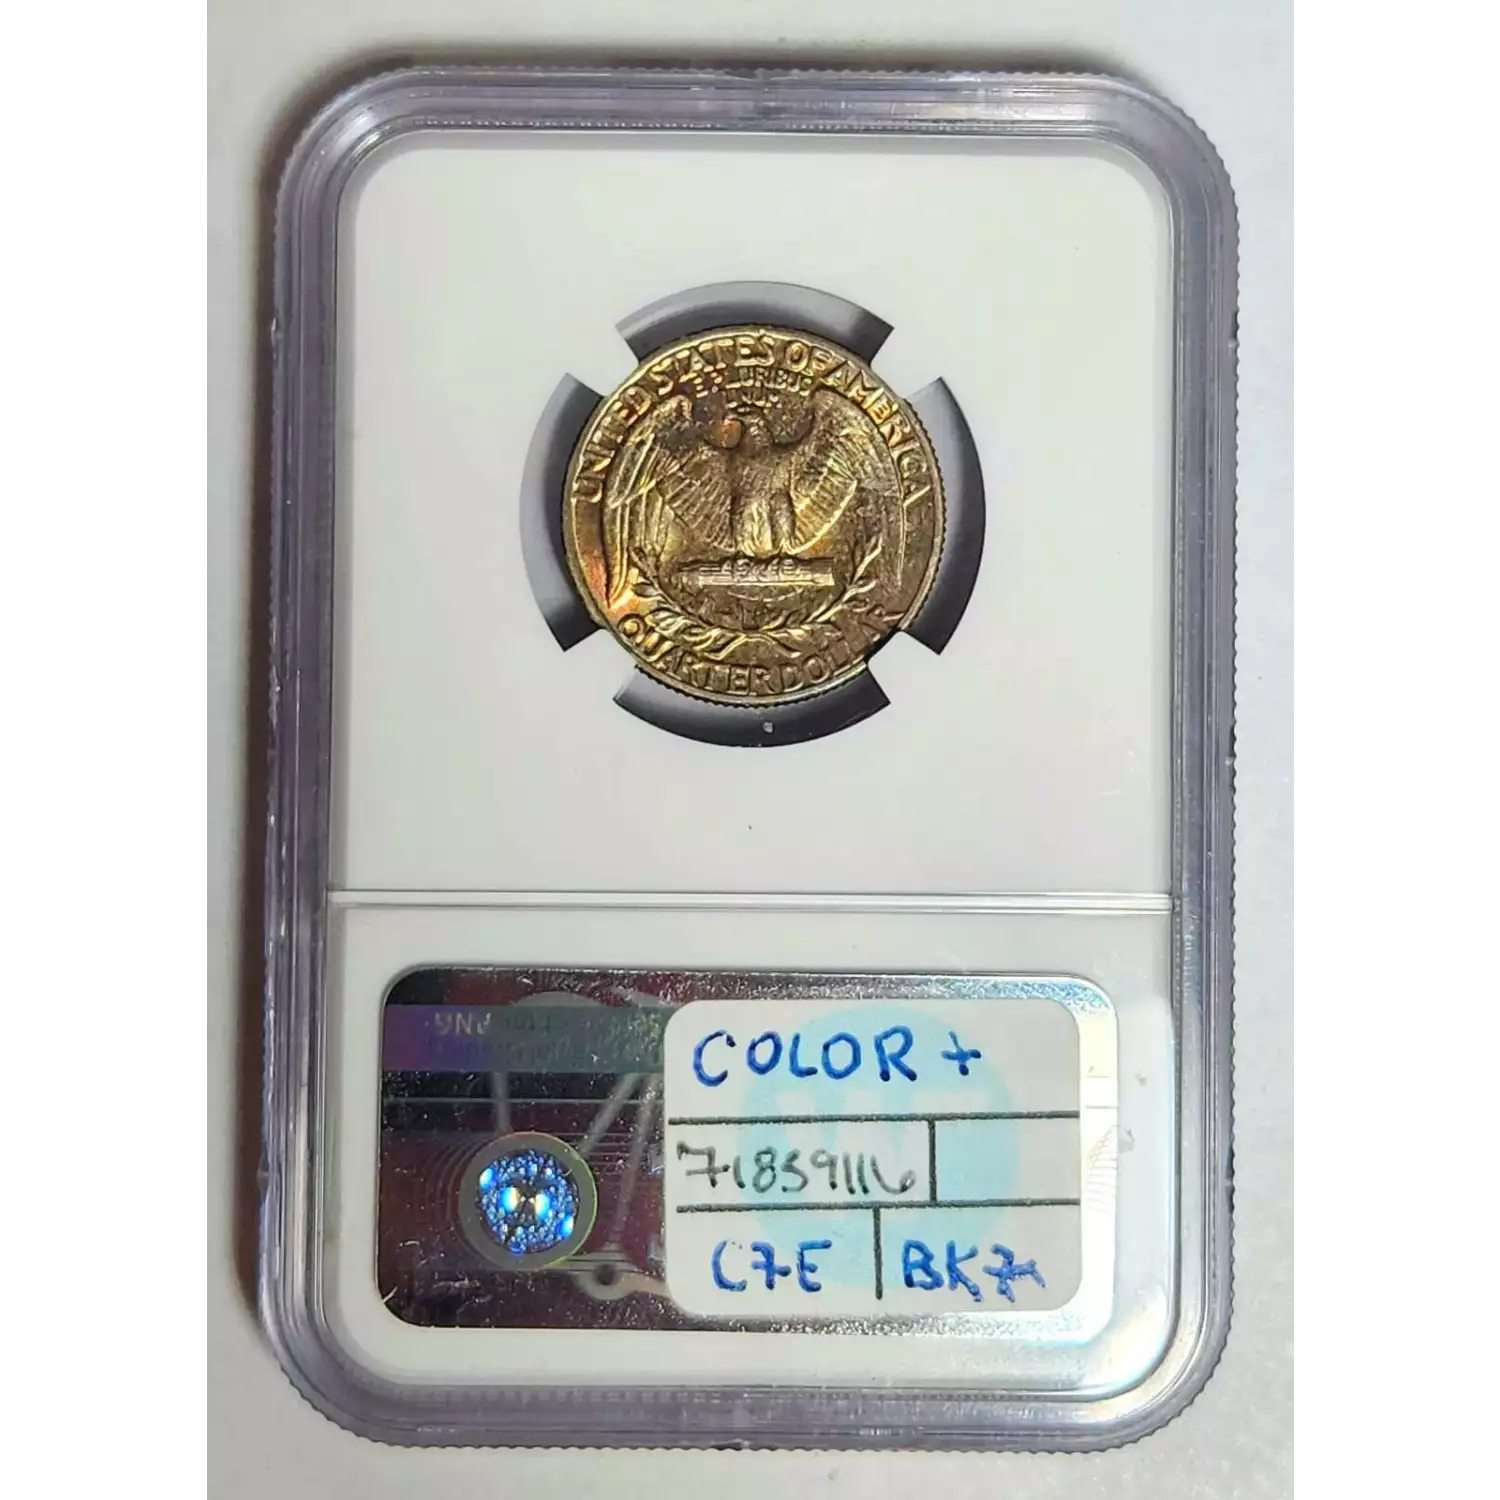 UNITED STATES OF AMERICA
E PLURIBUS
UNUM
QUARTER DOLLAR
COLOR +
71859116
C7E BK7